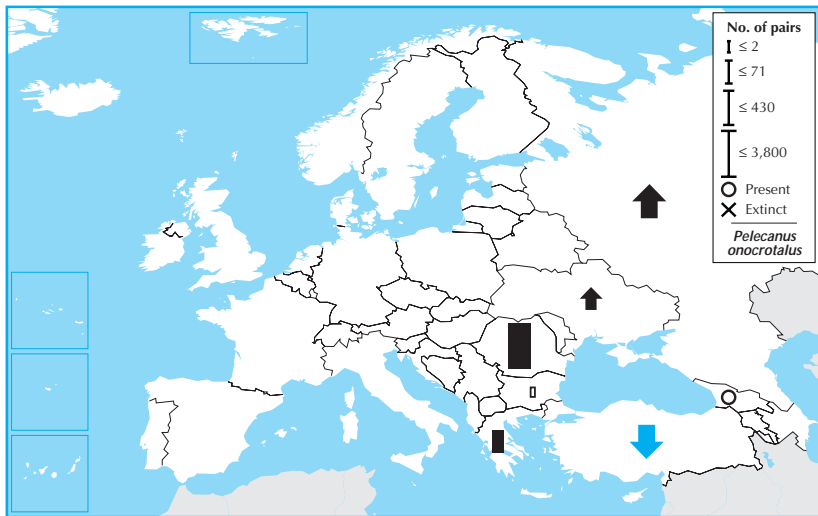 No. of pairs
≤ 2
≤ 71
≤ 430
≤ 3,800
Present
Extinct
Pelecanus
onocrotalus